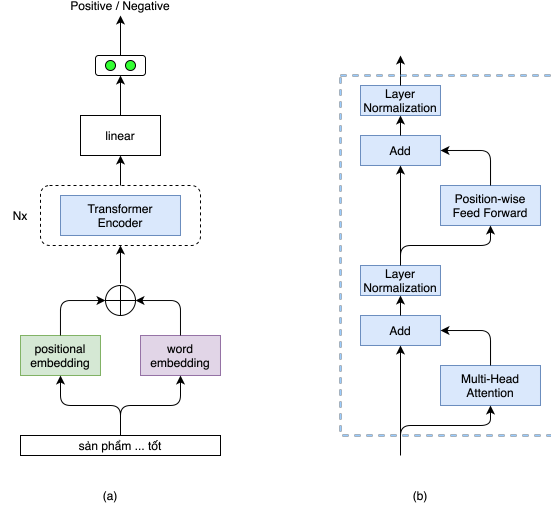 Positive / Negative
linear
Nx
Transformer
Encoder
positional
embedding
word
embedding
sản phẩm ... tốt
(a)
Layer
Normalization
Add
Position-wise
Feed Forward
Layer
Normalization
Add
Multi-Head
Attention
(b)